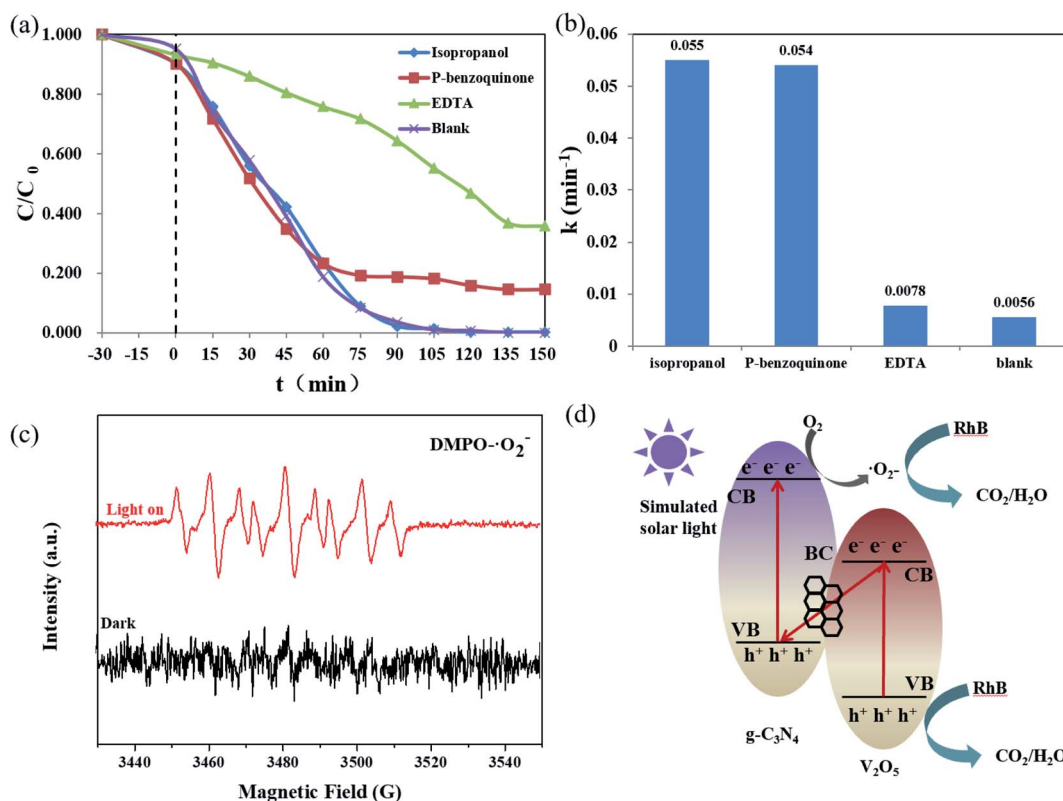 (a)
1.000
0.800
0.600
0.400
0.200
0.000
C/C0
-30 0 15 30 45 60 75 90 105 120 135 150
t (min)
Isopropanol
P-benzoquinone
EDTA
Blank
(b)
0.06
0.05
0.04
0.03
0.02
0.01
0
k (min⁻¹)
0.055
0.054
0.0078
0.0056
isopropanol P-benzoquinone EDTA blank
(c)
DMPO-·O₂⁻
Light on
Dark
Intensity (a.u.)
3440 3460 3480 3500 3520 3540
Magnetic Field (G)
(d)
Simulated
solar light
O₂
·O₂-
RhB
CO₂/H₂O
e⁻ e⁻ e⁻
CB
BC
e⁻ e⁻ e⁻
CB
VB
h⁺ h⁺ h⁺
VB
h⁺ h⁺ h⁺
RhB
CO₂/H₂O
g-C₃N₄
V₂O₅